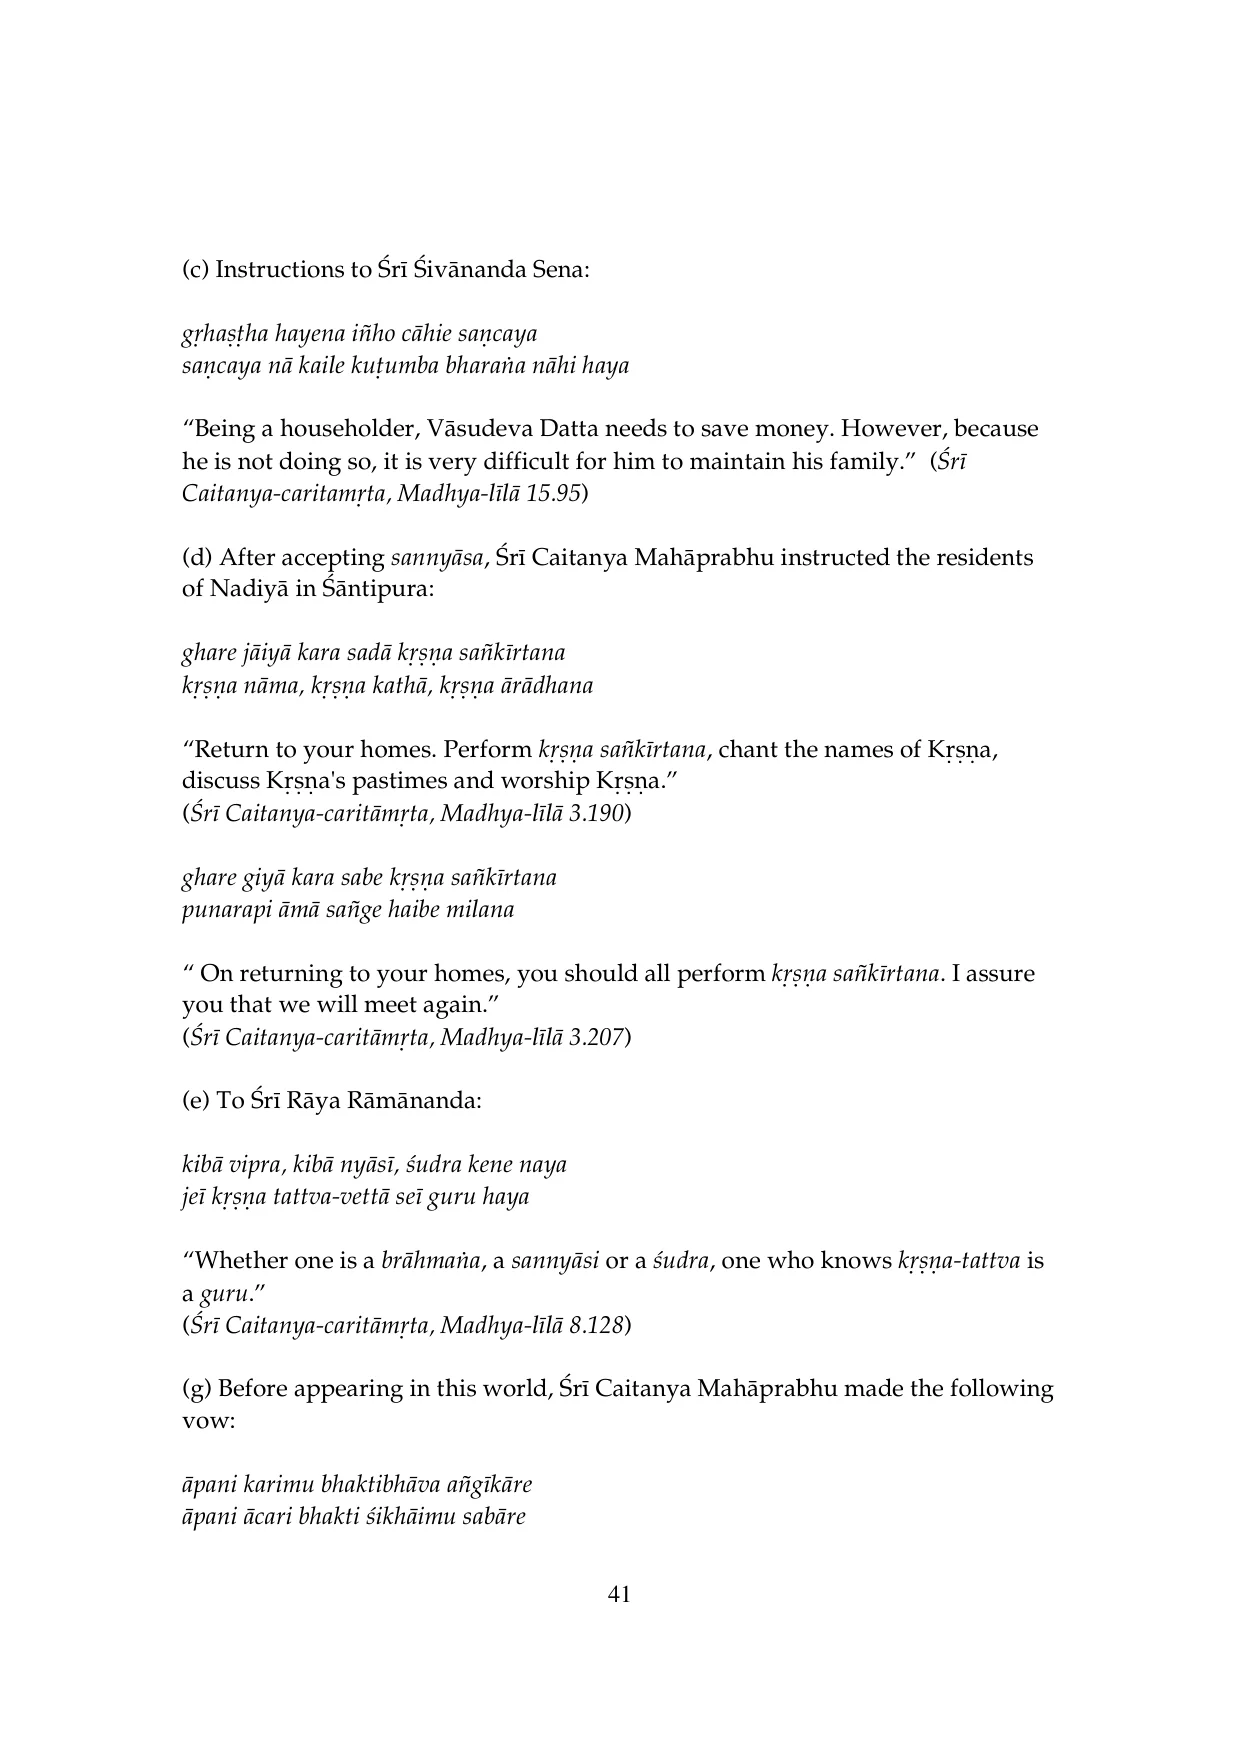 (c) Instructions to Śrī Śivānanda Sena:
gṛhaṣṭha hayena iñho cāhie saṇcaya
saṇcaya nā kaile kuṭumba bharaṅa nāhi haya
“Being a householder, Vāsudeva Datta needs to save money. However, because
he is not doing so, it is very difficult for him to maintain his family.”  (Śrī
Caitanya-caritamṛta, Madhya-līlā 15.95)
(d) After accepting sannyāsa, Śrī Caitanya Mahāprabhu instructed the residents
of Nadiyā in Śāntipura:
ghare jāiyā kara sadā kṛṣṇa sañkīrtana
kṛṣṇa nāma, kṛṣṇa kathā, kṛṣṇa ārādhana
“Return to your homes. Perform kṛṣṇa sañkīrtana, chant the names of Kṛṣṇa,
discuss Kṛṣṇa's pastimes and worship Kṛṣṇa.”
(Śrī Caitanya-caritāmṛta, Madhya-līlā 3.190)
ghare giyā kara sabe kṛṣṇa sañkīrtana
punarapi āmā sañge haibe milana
“ On returning to your homes, you should all perform kṛṣṇa sañkīrtana. I assure
you that we will meet again.”
(Śrī Caitanya-caritāmṛta, Madhya-līlā 3.207)
(e) To Śrī Rāya Rāmānanda:
kibā vipra, kibā nyāsī, śudra kene naya
jeī kṛṣṇa tattva-vettā seī guru haya
“Whether one is a brāhmaṅa, a sannyāsi or a śudra, one who knows kṛṣṇa-tattva is
a guru.”
(Śrī Caitanya-caritāmṛta, Madhya-līlā 8.128)
(g) Before appearing in this world, Śrī Caitanya Mahāprabhu made the following
vow:
āpani karimu bhaktibhāva añgīkāre
āpani ācari bhakti śikhāimu sabāre
41